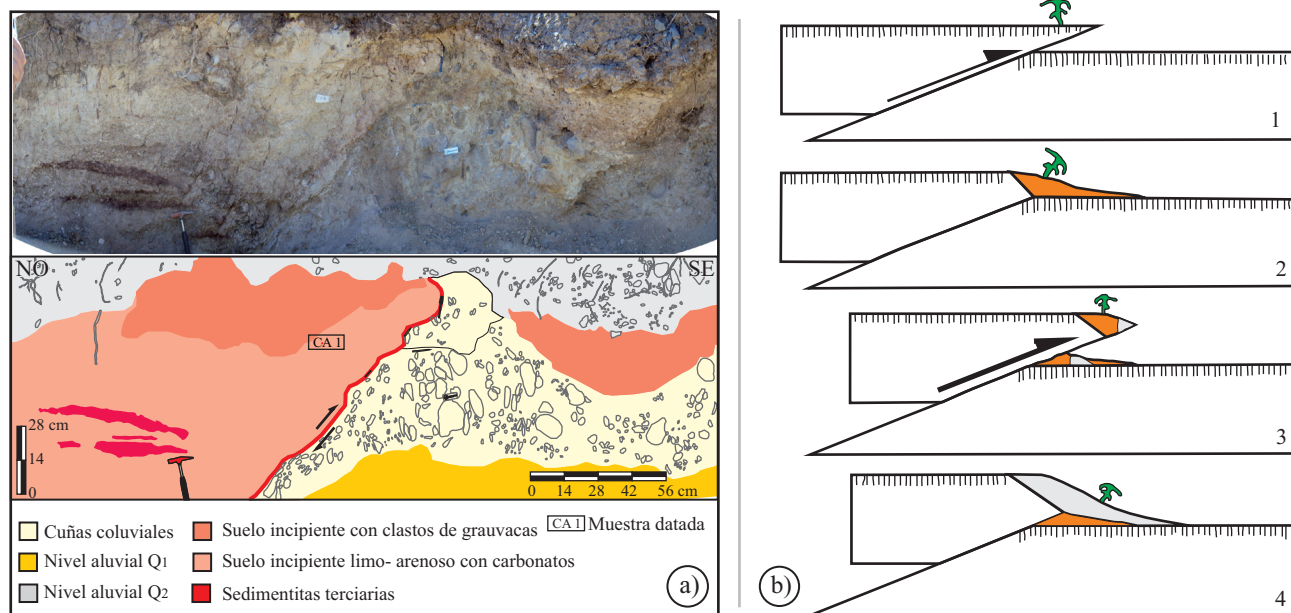 NO SE
CA 1
28 cm
14
0
0 14 28 42 56 cm
Cuñas coluviales
Nivel aluvial Q1
Nivel aluvial Q2
Suelo incipiente con clastos de grauvacas
Suelo incipiente limo- arenoso con carbonatos
Sedimentitas terciarias
CA 1 Muestra datada
a)
1
2
3
4
b)